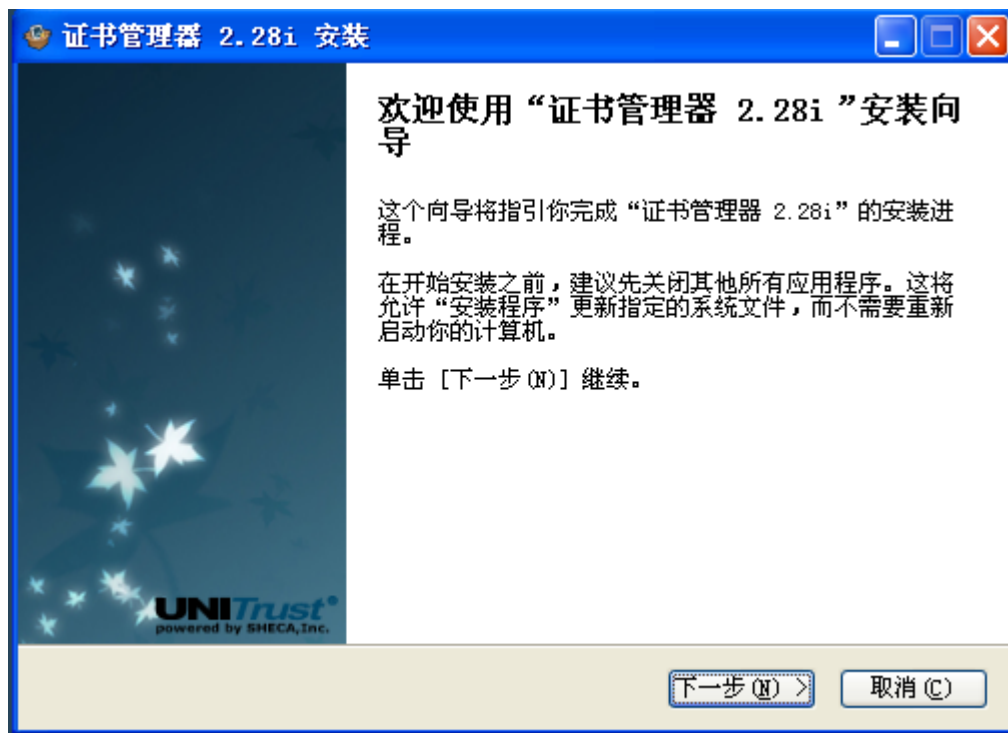 证书管理器 2.28i 安装
欢迎使用“证书管理器 2.28i ”安装向
导
这个向导将指引你完成“证书管理器 2.28i”的安装进
程。
在开始安装之前，建议先关闭其他所有应用程序。这将
允许“安装程序”更新指定的系统文件，而不需要重新
启动你的计算机。
单击 [下一步(N)] 继续。
UNITrust®
powered by SHECA,Inc.
下一步(N) >
取消(C)